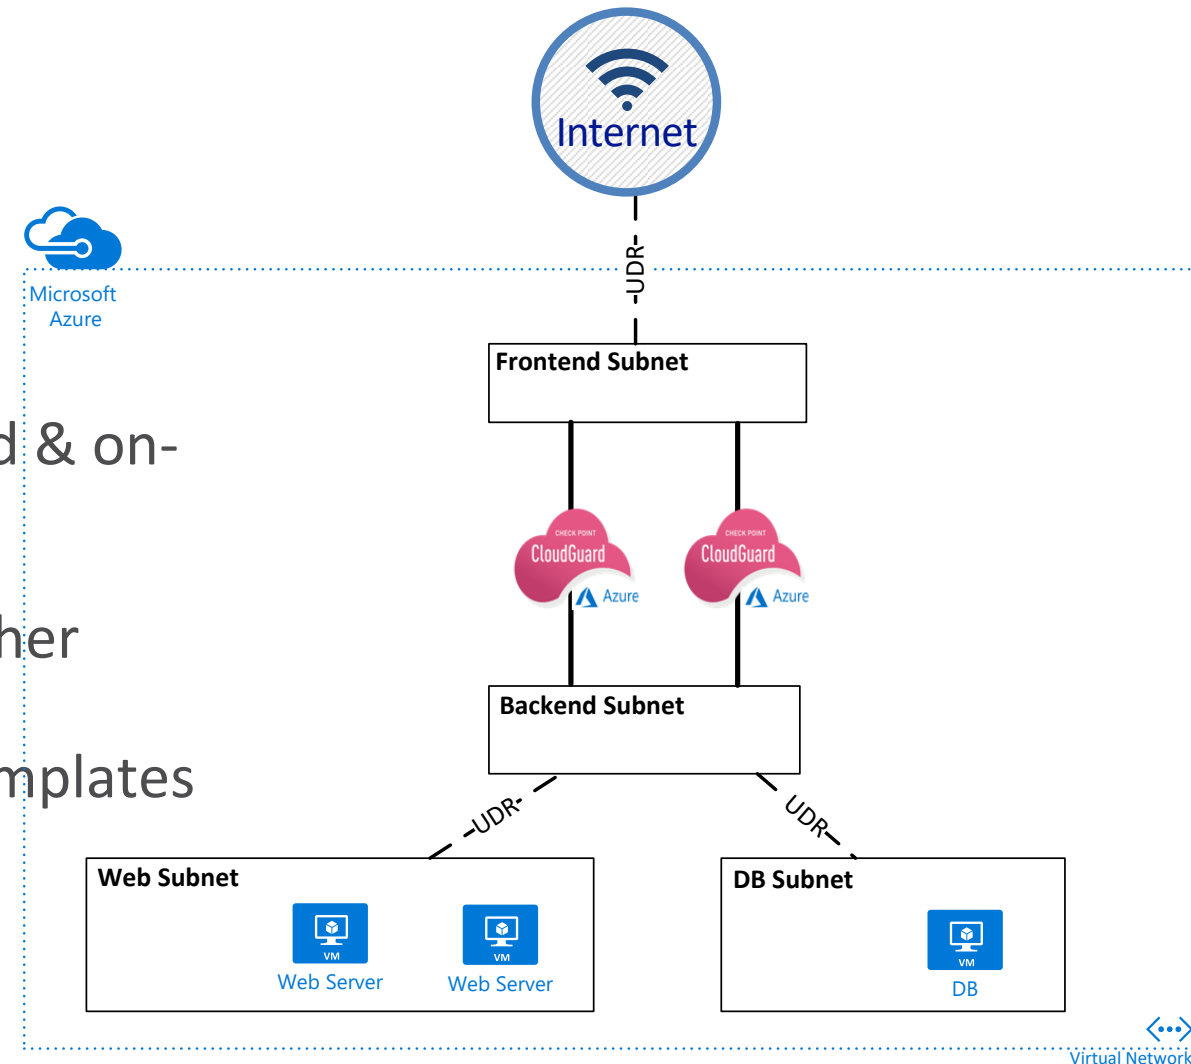 Internet
-UDR-
Microsoft
Azure
Frontend Subnet
& on-
CHECK POINT
CloudGuard
Azure
CHECK POINT
CloudGuard
Azure
Backend Subnet
mplates
-UDR-
UDR-
Web Subnet
DB Subnet
VM
Web Server
VM
Web Server
VM
DB
Virtual Network